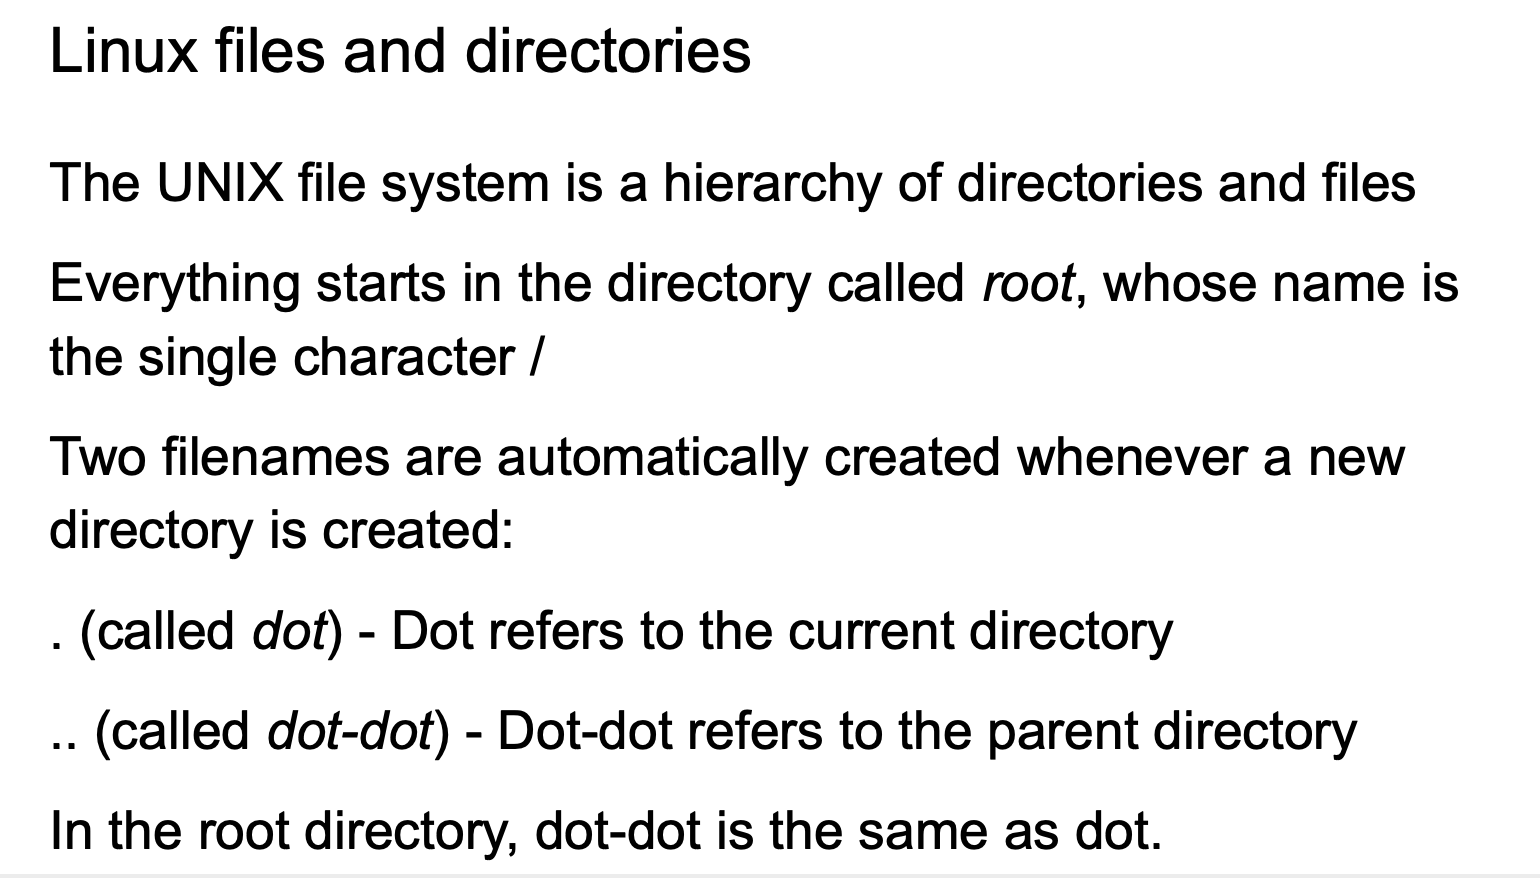 Linux files and directories
The UNIX file system is a hierarchy of directories and files
Everything starts in the directory called root, whose name is
the single character /
Two filenames are automatically created whenever a new
directory is created:
. (called dot) - Dot refers to the current directory
.. (called dot-dot) - Dot-dot refers to the parent directory
In the root directory, dot-dot is the same as dot.